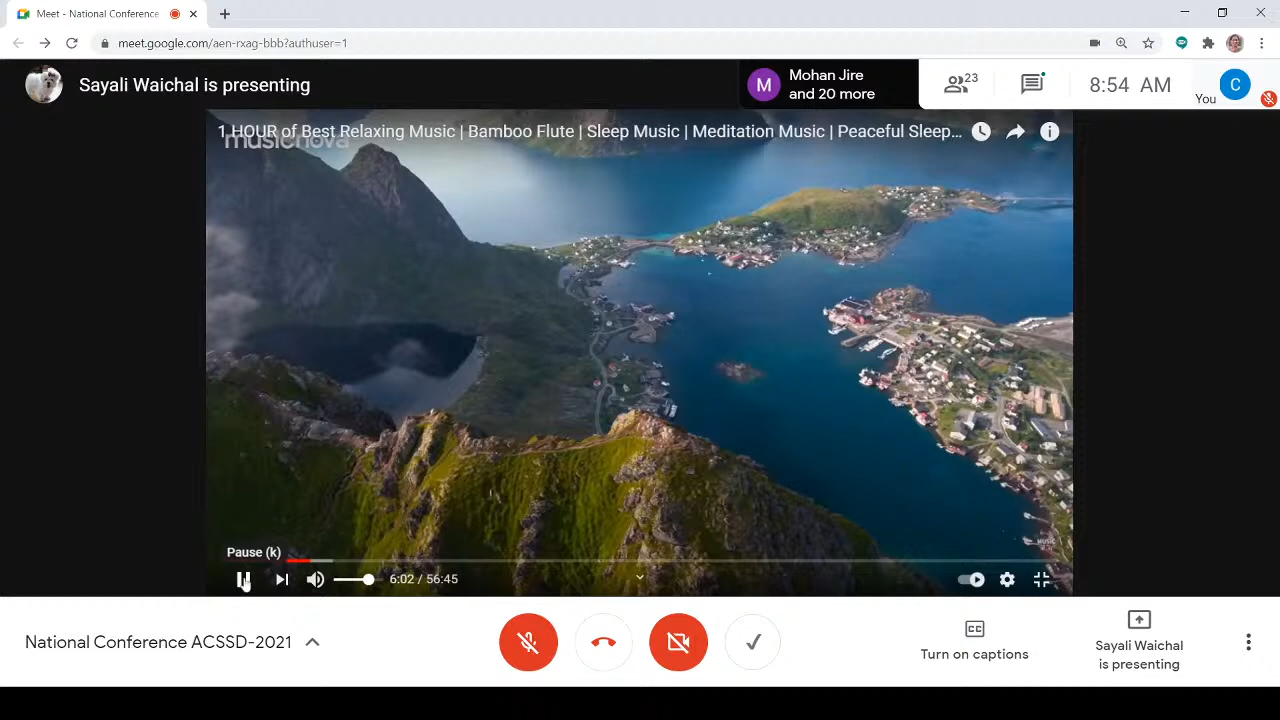 Meet - National Conference
meet.google.com/aen-rxag-bbb?authuser=1
Sayali Waichal is presenting
M
Mohan Jire
and 20 more
23
8:54 AM
You
C
1 HOUR of Best Relaxing Music | Bamboo Flute | Sleep Music | Meditation Music | Peaceful Sleep...
musicnova
MUSIC
Pause (k)
6:02 / 56:45
National Conference ACSSD-2021
CC
Turn on captions
Sayali Waichal
is presenting